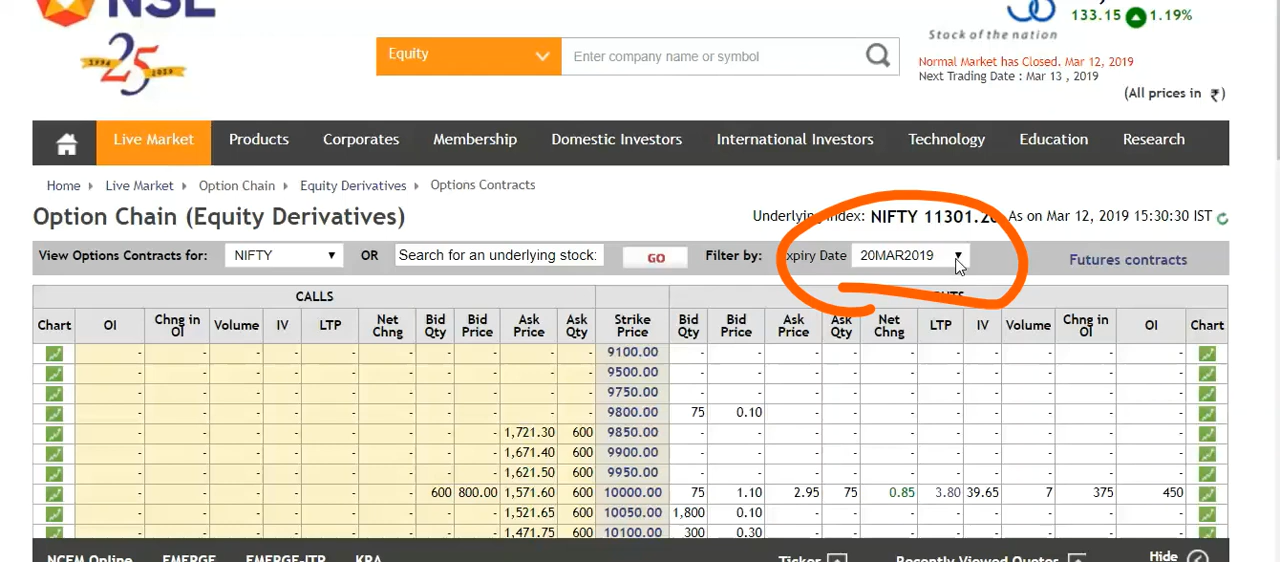 NSE
133.15 1.19%
Stock of the nation
1994 25 2019
Equity
Enter company name or symbol
Normal Market has Closed. Mar 12, 2019
Next Trading Date : Mar 13 , 2019
(All prices in ₹)
Live Market Products Corporates Membership Domestic Investors International Investors Technology Education Research
Home Live Market Option Chain Equity Derivatives Options Contracts
Option Chain (Equity Derivatives)
Underlying Index: NIFTY As on Mar 12, 2019 15:30:30 IST
View Options Contracts for: NIFTY OR Search for an underlying stock: GO Filter by: Expiry Date 20MAR2019 Futures contracts
CALLS PUTS
Chart OI Chng in OI Volume IV LTP Net Chng Bid Qty Bid Price Ask Price Ask Qty Strike Price Bid Qty Bid Price Ask Price Ask Qty Net Chng LTP IV Volume Chng in OI OI Chart
- - - - - - - - - - 9100.00 - - - - - - - - - -
- - - - - - - - - - 9500.00 - - - - - - - - - -
- - - - - - - - - - 9750.00 - - - - - - - - - -
- - - - - - - - - - 9800.00 75 0.10 - - - - - - - -
- - - - - - - - 1,721.30 600 9850.00 - - - - - - - - - -
- - - - - - - - 1,671.40 600 9900.00 - - - - - - - - - -
- - - - - - - - 1,621.50 600 9950.00 - - - - - - - - - -
- - - - - - 600 800.00 1,571.60 600 10000.00 75 1.10 2.95 75 0.85 3.80 39.65 7 375 450
- - - - - - - - 1,521.65 600 10050.00 1,800 0.10 - - - - - - - -
- - - - - - - - 1,471.75 600 10100.00 300 0.30 - - - - - - - -
NCFM Online EMERGE EMERGE-ITP KRA Ticker Recently Viewed Quotes Hide